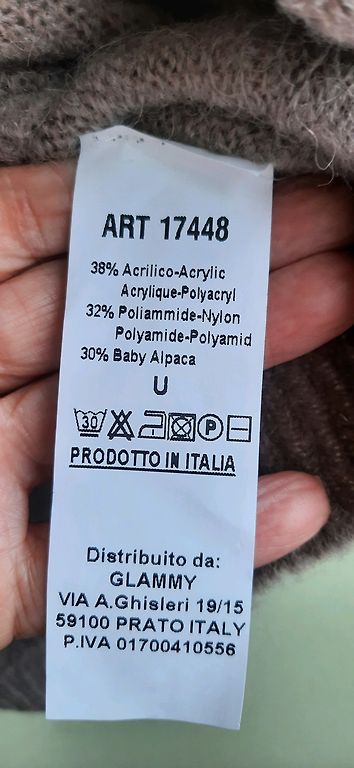 ART 17448
38% Acrilico-Acrylic
Acrylique-Polyacryl
32% Poliammide-Nylon
Polyamide-Polyamid
30% Baby Alpaca
U
30 P
PRODOTTO IN ITALIA
Distribuito da:
GLAMMY
VIA A.Ghisleri 19/15
59100 PRATO ITALY
P.IVA 01700410556